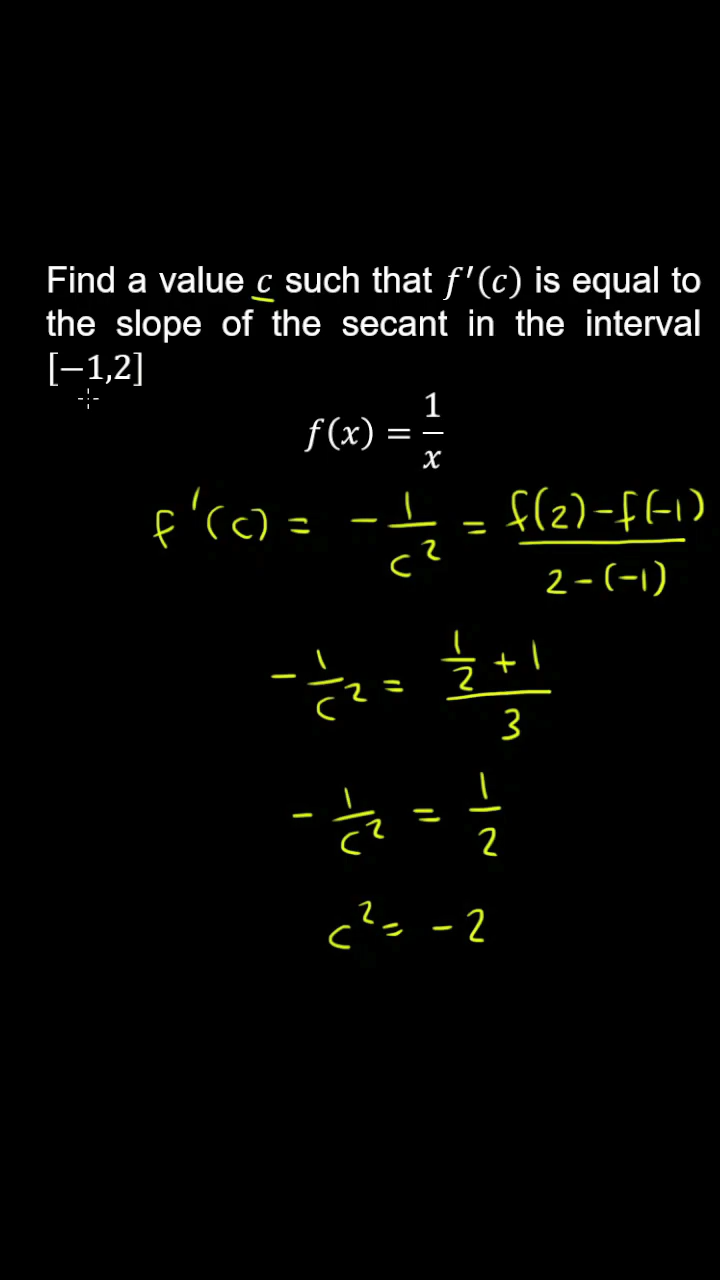 Find a value c such that f′(c) is equal to
the slope of the secant in the interval
[−1,2]
f(x) = 1/x
f'(c) = - 1/c² = f(2)-f(-1)/2-(-1)
- 1/c² = 1/2 + 1/3
- 1/c² = 1/2
c² = -2